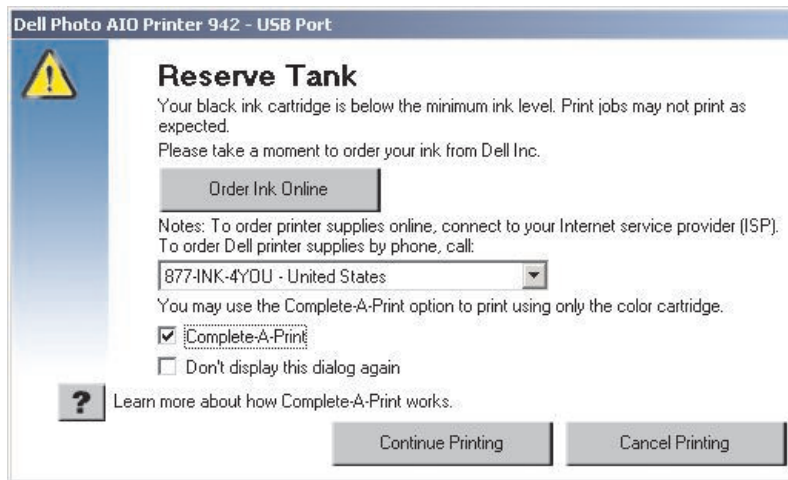 Dell Photo AIO Printer 942 - USB Port
Reserve Tank
Your black ink cartridge is below the minimum ink level. Print jobs may not print as
expected.
Please take a moment to order your ink from Dell Inc.
Order Ink Online
Notes: To order printer supplies online, connect to your Internet service provider (ISP).
To order Dell printer supplies by phone, call:
877-INK-4YOU - United States
You may use the Complete-A-Print option to print using only the color cartridge.
Complete-A-Print
Don't display this dialog again
? Learn more about how Complete-A-Print works.
Continue Printing Cancel Printing